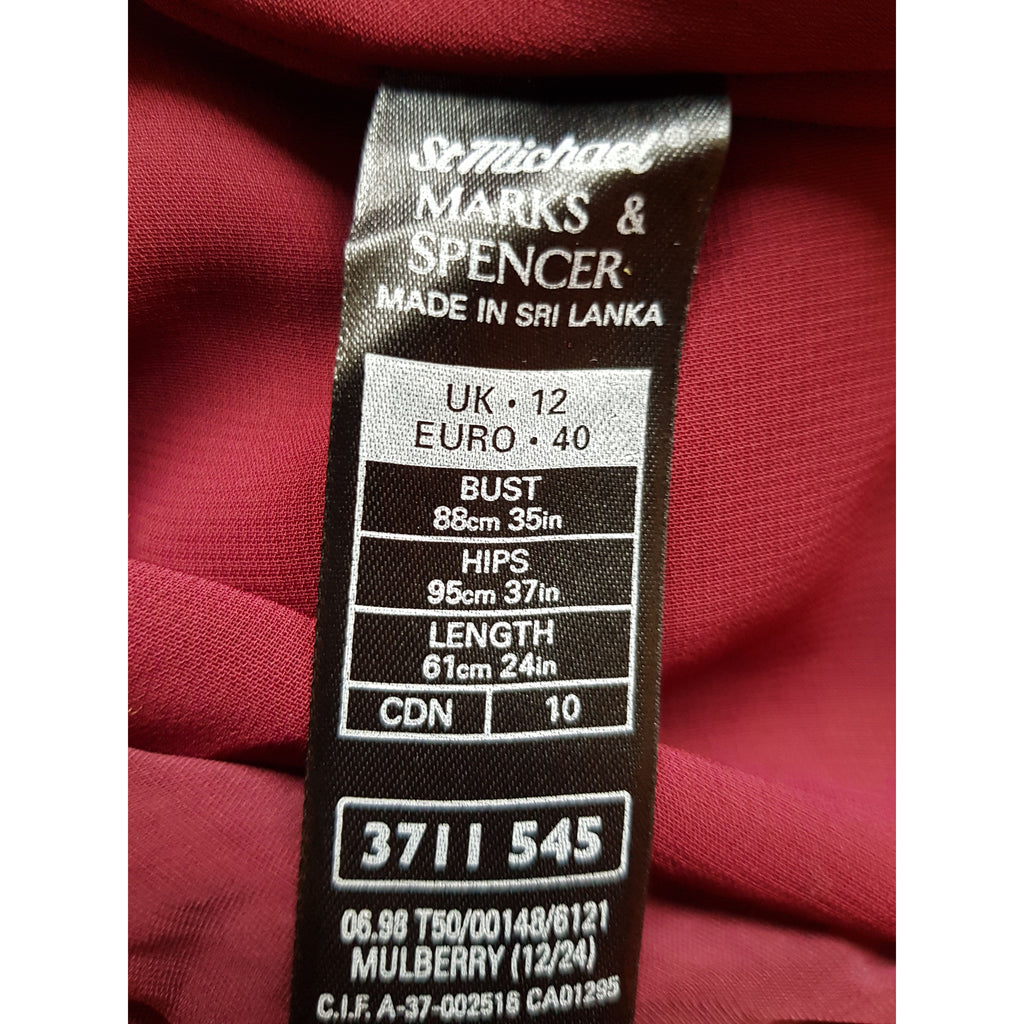 St Michael®
MARKS &
SPENCER
MADE IN SRI LANKA
UK · 12
EURO · 40
BUST
88cm 35in
HIPS
95cm 37in
LENGTH
61cm 24in
CDN 10
3711 545
06.98 T50/00148/6121
MULBERRY (12/24)
C.I.F. A-37-002516 CA01295